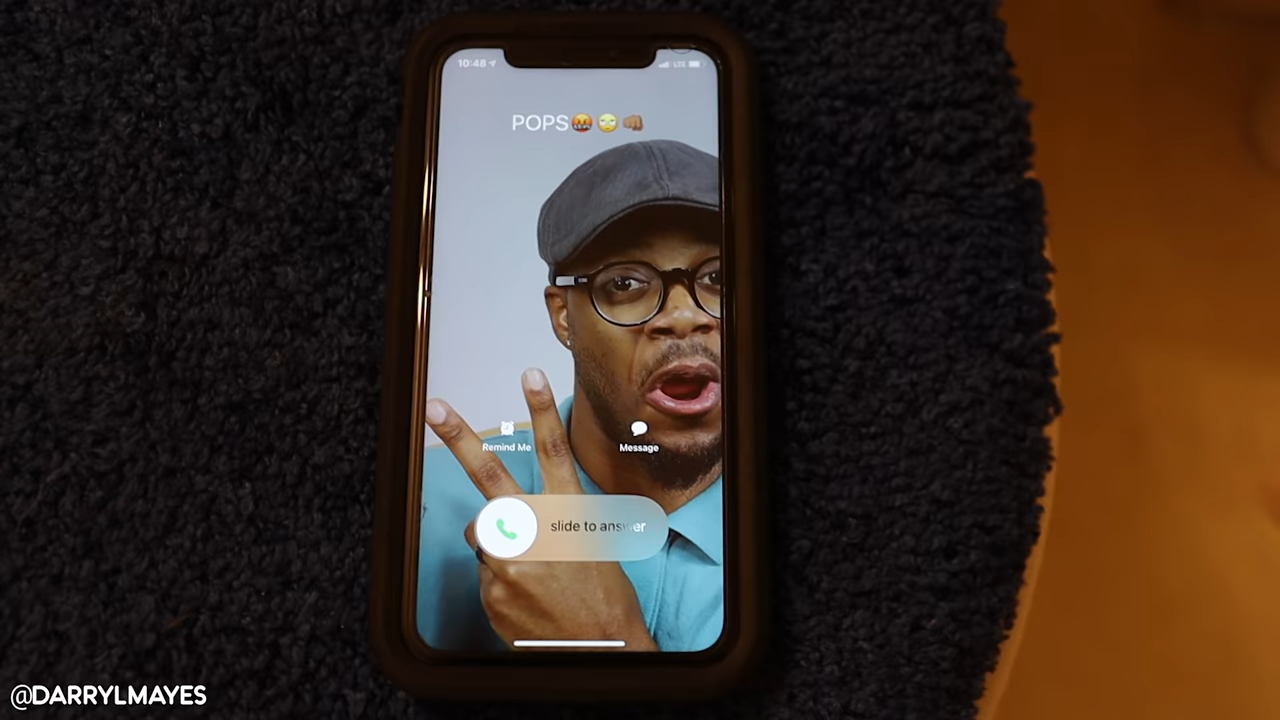 10:48
LTE
POPS🤬🙄👊🏾
Remind Me
Message
slide to answer
@DARRYLMAYES